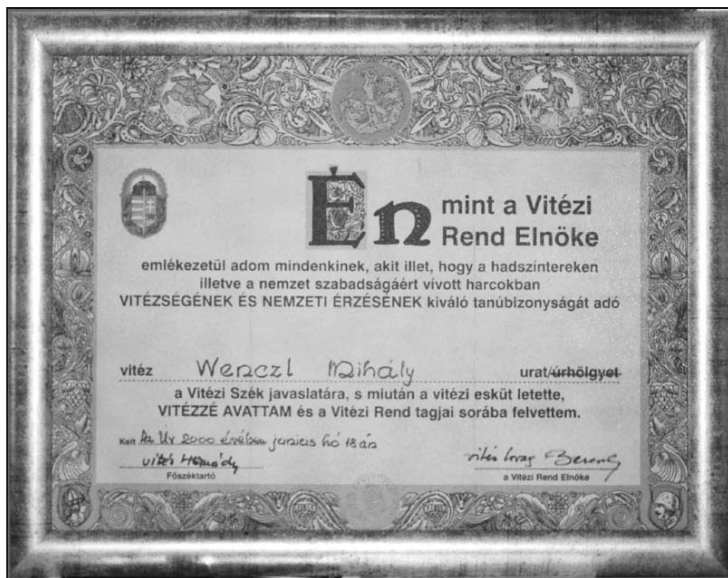 Én mint a Vitézi
Rend Elnöke
emlékezetül adom mindenkinek, akit illet, hogy a hadszíntereken
illetve a nemzet szabadságáért vívott harcokban
VITÉZSÉGÉNEK ÉS NEMZETI ÉRZÉSÉNEK kiváló tanúbizonyságát adó
vitéz Wenczl Mihály urat/úrhölgyet
a Vitézi Szék javaslatára, s miután a vitézi esküt letette,
VITÉZZÉ AVATTAM és a Vitézi Rend tagjai sorába felvettem.
Kelt Az Úr 2000 évében junius hó 18 án
vitéz
vitéz lovag
Főszéktartó
a Vitézi Rend Elnöke